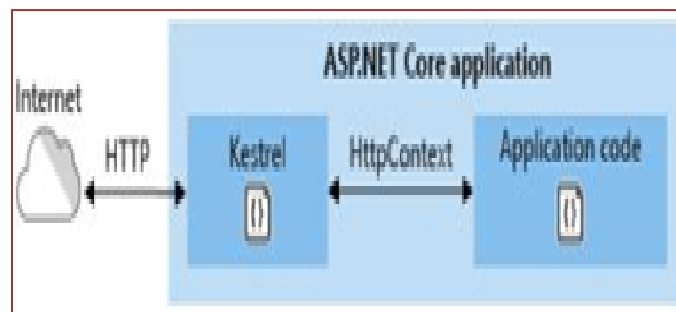 ASP.NET Core application
Internet
HTTP
Kestrel
HttpContext
Application code
{}
{}